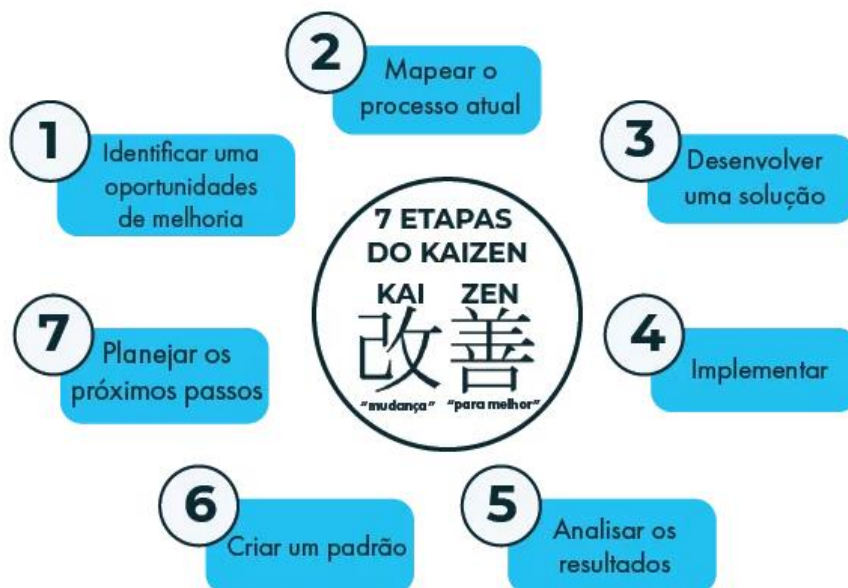 7 ETAPAS
DO KAIZEN
KAI ZEN
改善
“mudança” “para melhor”
1
Identificar uma
oportunidades
de melhoria
2
Mapear o
processo atual
3
Desenvolver
uma solução
4
Implementar
5
Analisar os
resultados
6
Criar um padrão
7
Planejar os
próximos passos